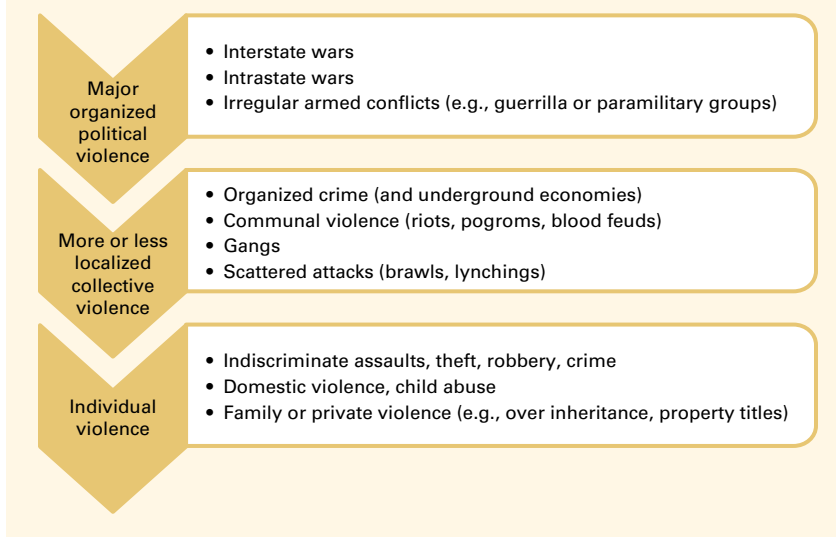 Major
organized
political
violence
• Interstate wars
• Intrastate wars
• Irregular armed conflicts (e.g., guerrilla or paramilitary groups)
More or less
localized
collective
violence
• Organized crime (and underground economies)
• Communal violence (riots, pogroms, blood feuds)
• Gangs
• Scattered attacks (brawls, lynchings)
Individual
violence
• Indiscriminate assaults, theft, robbery, crime
• Domestic violence, child abuse
• Family or private violence (e.g., over inheritance, property titles)